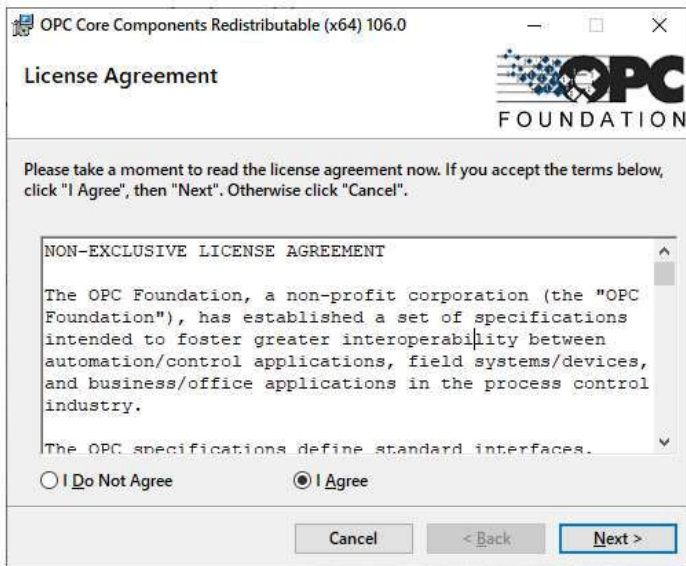 OPC Core Components Redistributable (x64) 106.0
License Agreement
OPC
FOUNDATION
Please take a moment to read the license agreement now. If you accept the terms below,
click "I Agree", then "Next". Otherwise click "Cancel".
NON-EXCLUSIVE LICENSE AGREEMENT
The OPC Foundation, a non-profit corporation (the "OPC
Foundation"), has established a set of specifications
intended to foster greater interoperability between
automation/control applications, field systems/devices,
and business/office applications in the process control
industry.
The OPC specifications define standard interfaces,
I Do Not Agree
I Agree
Cancel
< Back
Next >